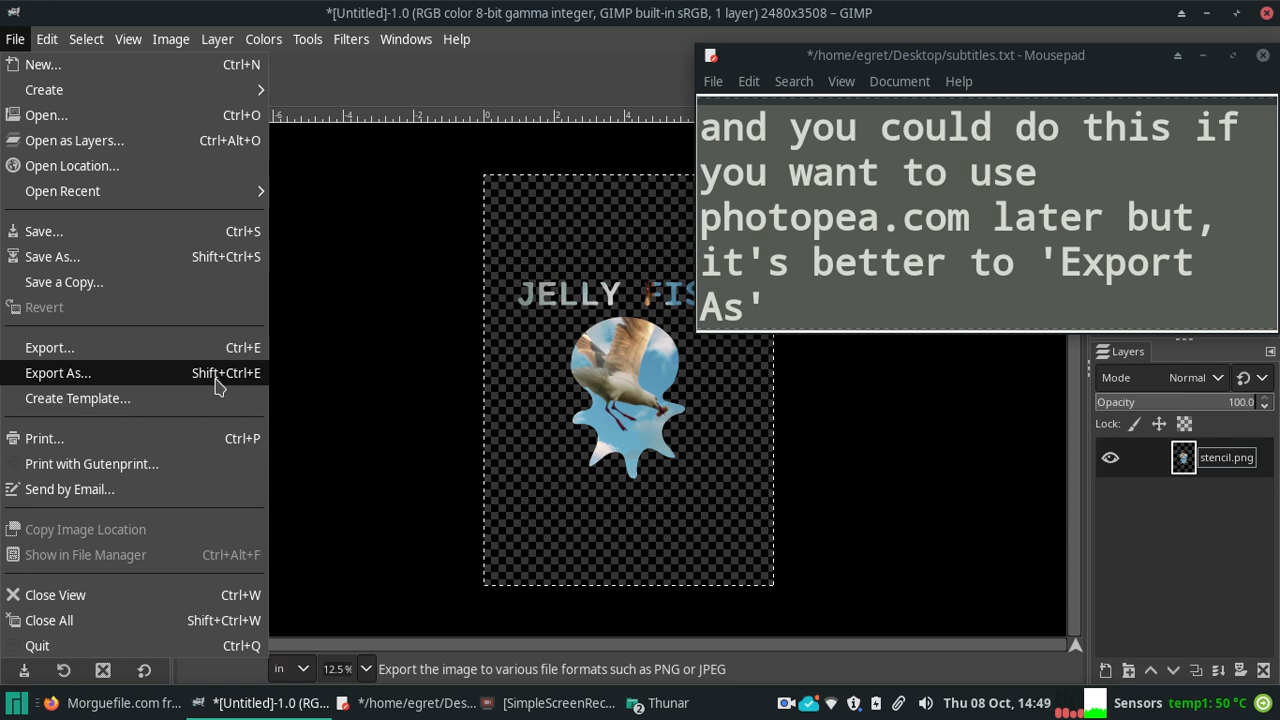 *[Untitled]-1.0 (RGB color 8-bit gamma integer, GIMP built-in sRGB, 1 layer) 2480x3508 – GIMP
File Edit Select View Image Layer Colors Tools Filters Windows Help
New... Ctrl+N
Create
Open... Ctrl+O
Open as Layers... Ctrl+Alt+O
Open Location...
Open Recent
Save... Ctrl+S
Save As... Shift+Ctrl+S
Save a Copy...
Revert
Export... Ctrl+E
Export As... Shift+Ctrl+E
Create Template...
Print... Ctrl+P
Print with Gutenprint...
Send by Email...
Copy Image Location
Show in File Manager Ctrl+Alt+F
Close View Ctrl+W
Close All Shift+Ctrl+W
Quit Ctrl+Q
-6 -4 -2 0 2 4
JELLY FIS
*/home/egret/Desktop/subtitles.txt - Mousepad
File Edit Search View Document Help
and you could do this if
you want to use
photopea.com later but,
it's better to 'Export
As'
Layers
Mode Normal
Opacity 100.0
Lock:
stencil.png
in 12.5% Export the image to various file formats such as PNG or JPEG
Morguefile.com fr... *[Untitled]-1.0 (RG... */home/egret/Des... [SimpleScreenRec... 2 Thunar Thu 08 Oct, 14:49 Sensors temp1: 50 °C